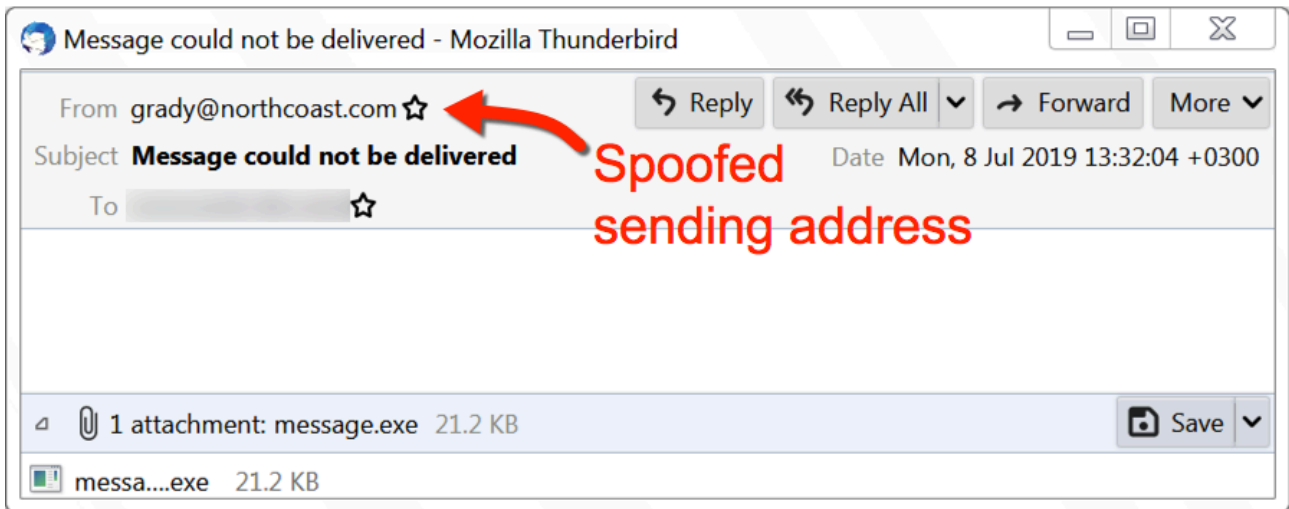 Message could not be delivered - Mozilla Thunderbird
From grady@northcoast.com Reply Reply All Forward More
Subject Message could not be delivered Date Mon, 8 Jul 2019 13:32:04 +0300
To
Spoofed
sending address
1 attachment: message.exe 21.2 KB Save
messa....exe 21.2 KB